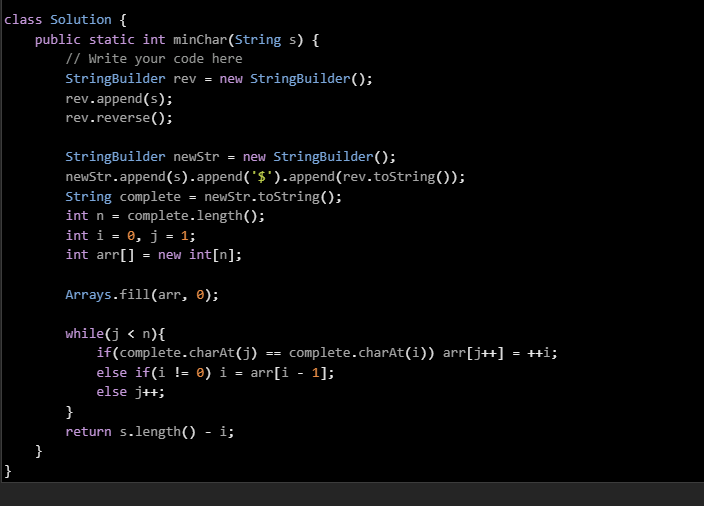 class Solution {
    public static int minChar(String s) {
        // Write your code here
        StringBuilder rev = new StringBuilder();
        rev.append(s);
        rev.reverse();

        StringBuilder newStr = new StringBuilder();
        newStr.append(s).append('$').append(rev.toString());
        String complete = newStr.toString();
        int n = complete.length();
        int i = 0, j = 1;
        int arr[] = new int[n];

        Arrays.fill(arr, 0);

        while(j < n){
            if(complete.charAt(j) == complete.charAt(i)) arr[j++] = ++i;
            else if(i != 0) i = arr[i - 1];
            else j++;
        }
        return s.length() - i;
    }
}